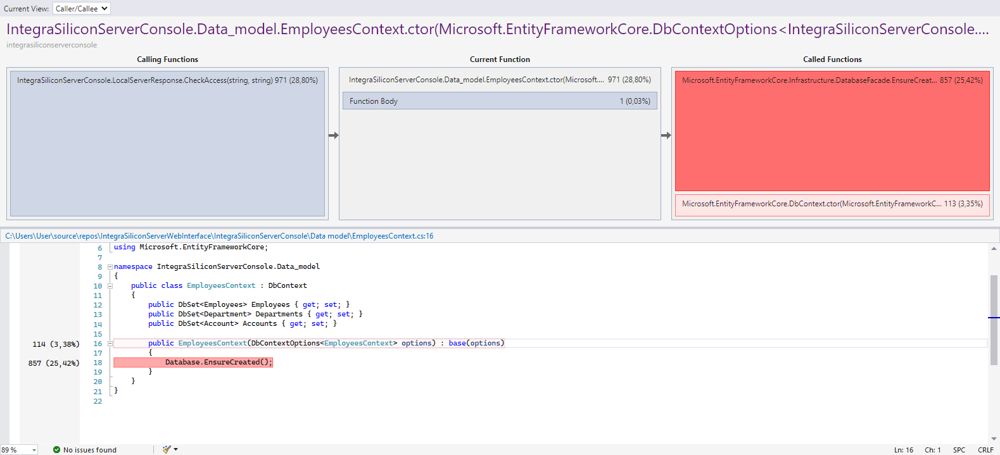 Current View: Caller/Callee
IntegraSiliconServerConsole.Data_model.EmployeesContext.ctor(Microsoft.EntityFrameworkCore.DbContextOptions<IntegraSiliconServerConsole....
integrasiliconserverconsole
Calling Functions
Current Function
Called Functions
IntegraSiliconServerConsole.LocalServerResponse.CheckAccess(string, string) 971 (28,80%)
IntegraSiliconServerConsole.Data_model.EmployeesContext.ctor(Microsoft.... 971 (28,80%)
Function Body 1 (0,03%)
Microsoft.EntityFrameworkCore.Infrastructure.DatabaseFacade.EnsureCreat... 857 (25,42%)
Microsoft.EntityFrameworkCore.DbContext.ctor(Microsoft.EntityFrameworkC... 113 (3,35%)
C:\Users\User\source\repos\IntegraSiliconServerWebInterface\IntegraSiliconServerConsole\Data model\EmployeesContext.cs:16
6 using Microsoft.EntityFrameworkCore;
7
8 namespace IntegraSiliconServerConsole.Data_model
9 {
10 public class EmployeesContext : DbContext
11 {
12 public DbSet<Employees> Employees { get; set; }
13 public DbSet<Department> Departments { get; set; }
14 public DbSet<Account> Accounts { get; set; }
15
114 (3,38%) 16 public EmployeesContext(DbContextOptions<EmployeesContext> options) : base(options)
17 {
857 (25,42%) 18 Database.EnsureCreated();
19 }
20 }
21 }
22
89 % No issues found Ln: 16 Ch: 1 SPC CRLF